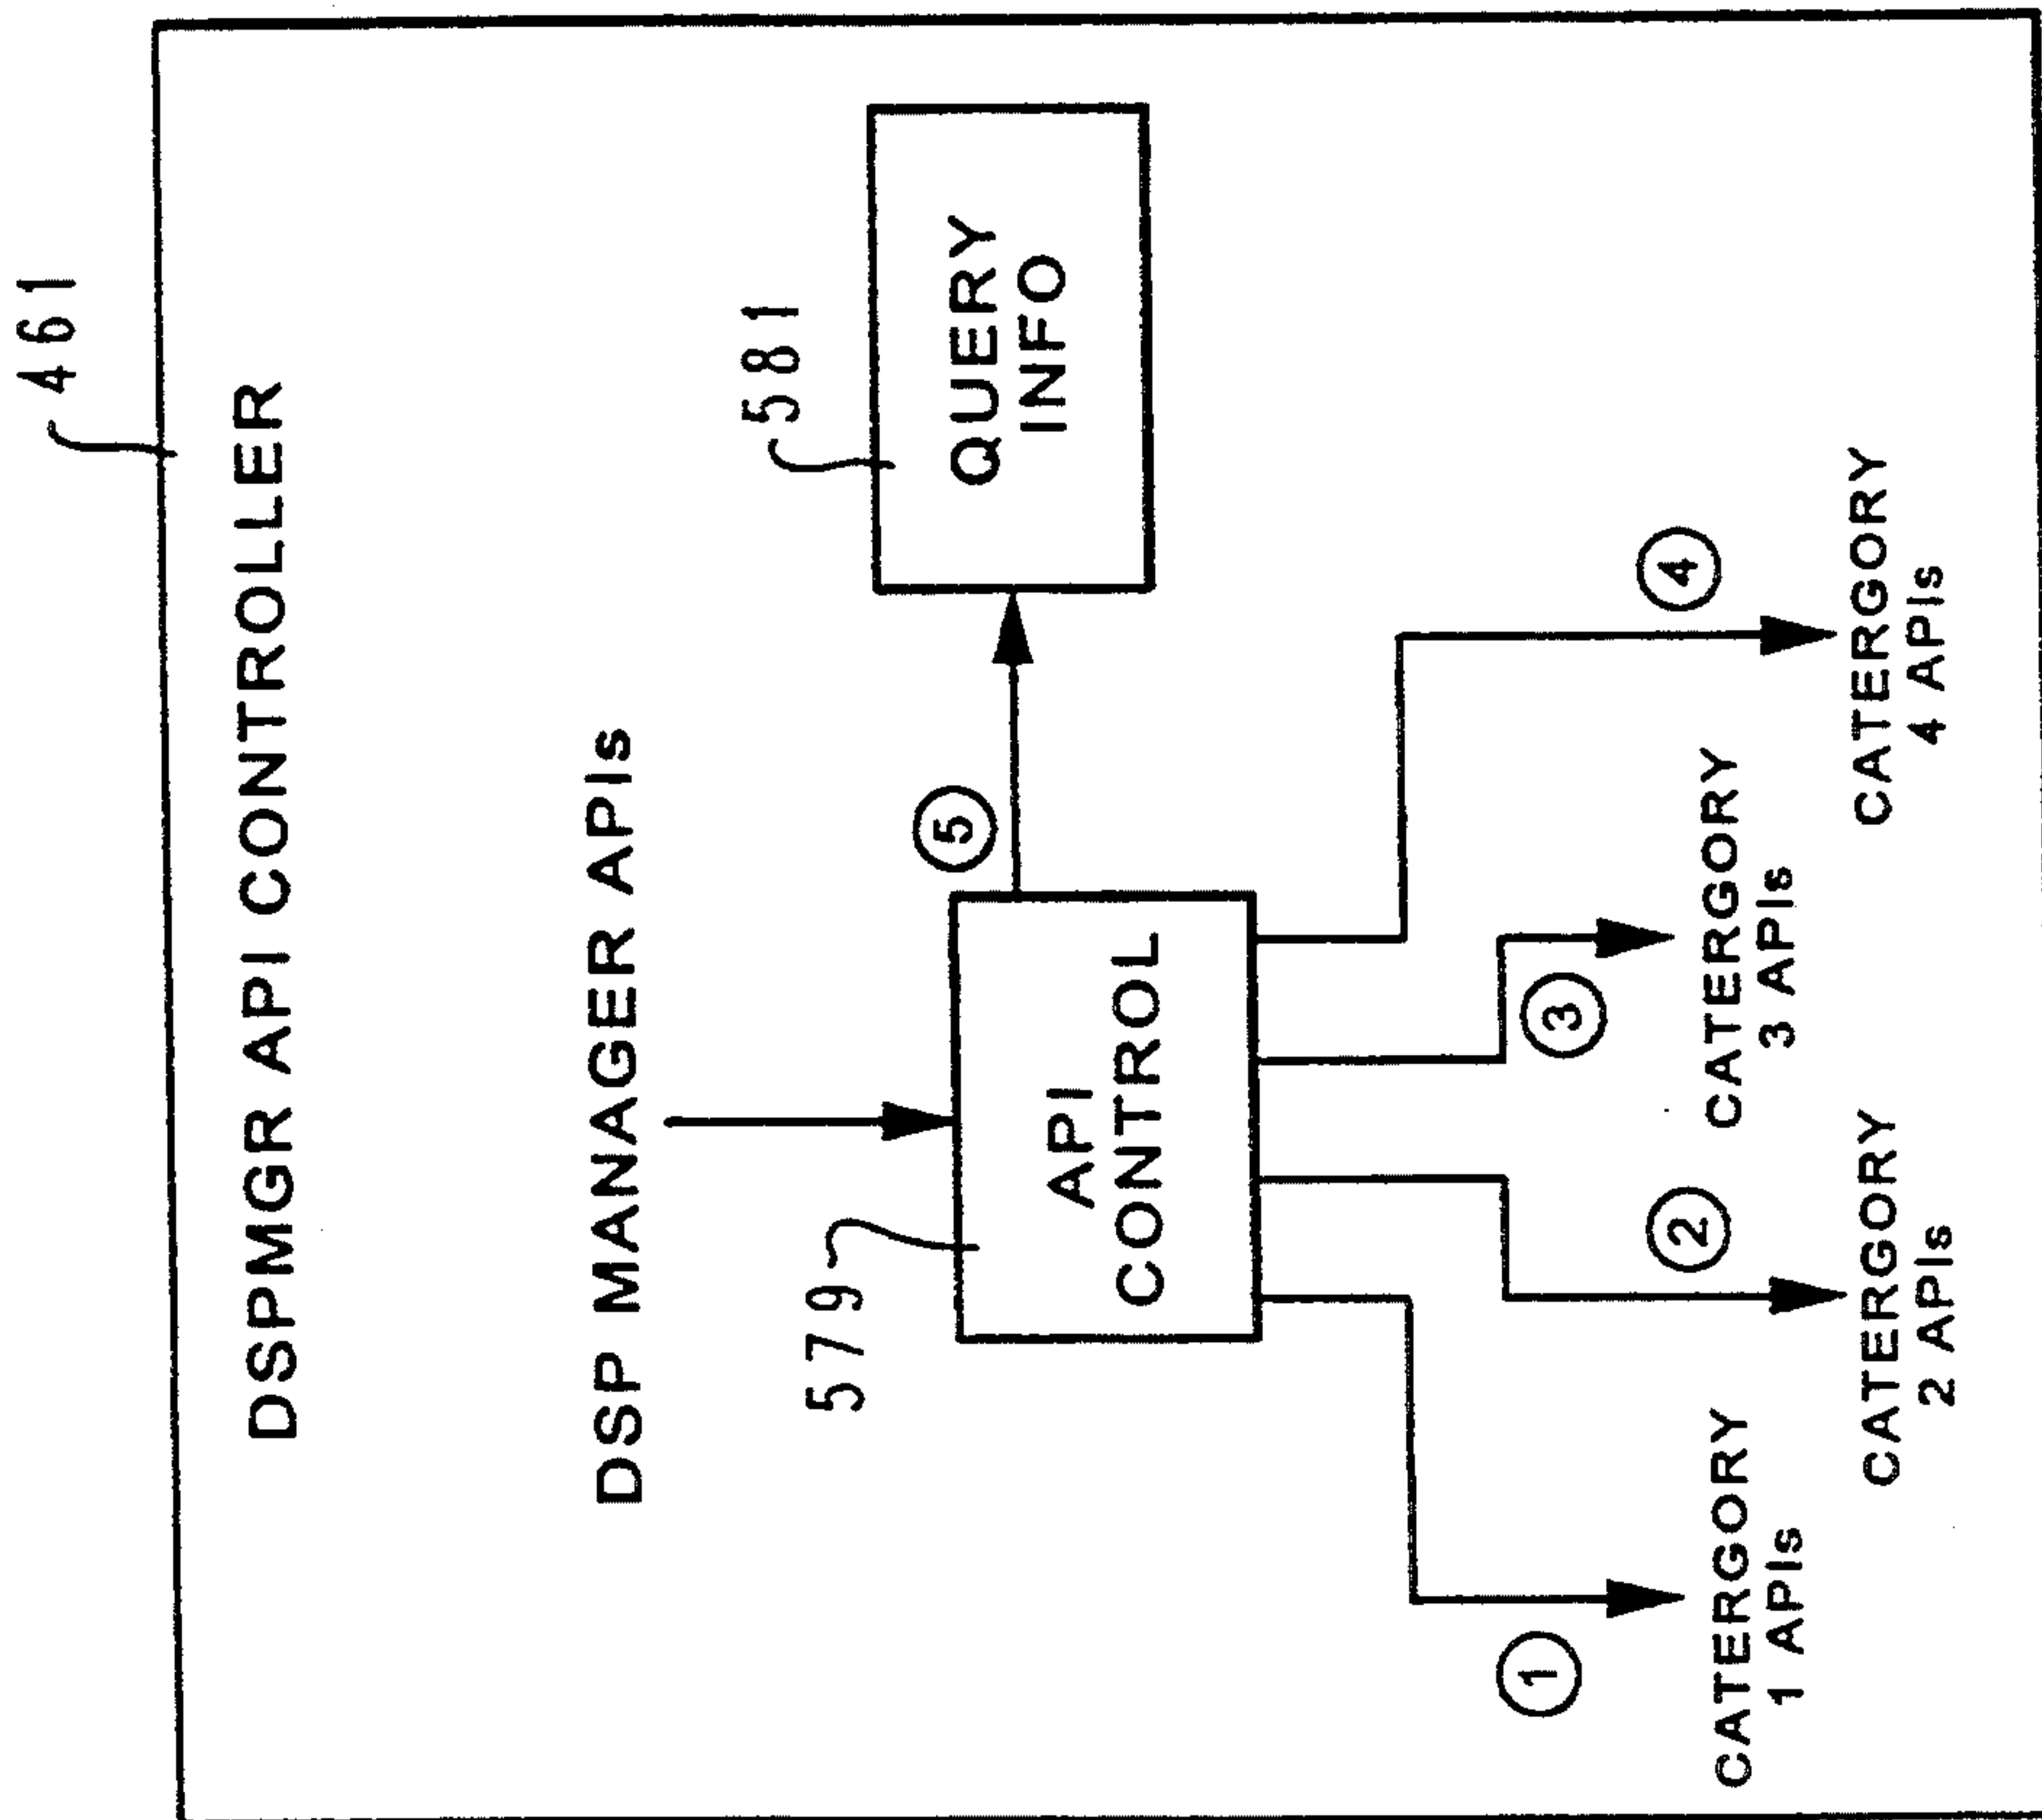 461
DSPMGR API CONTROLLER
DSP MANAGER APIs
581
QUERY
INFO
5
579
API
CONTROL
1
2
3
4
CATERGORY
1 APIs
CATERGORY
2 APIs
CATERGORY
3 APIs
CATERGORY
4 APIs